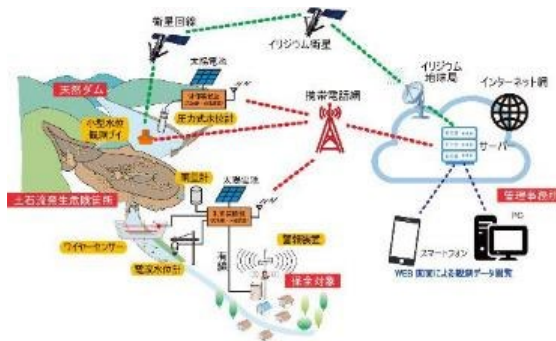 衛星回線
イリジウム衛星
太陽電池
天然ダム
イリジウム
地球局
インターネット網
携帯電話網
圧力式水位計
小型水位
観測ブイ
サーバー
雨量計
太陽電池
土石流発生危険箇所
管理事務所
PC
ワイヤーセンサー
警報装置
スマートフォン
有線
電波水位計
保全対象
WEB 画面による観測データ閲覧